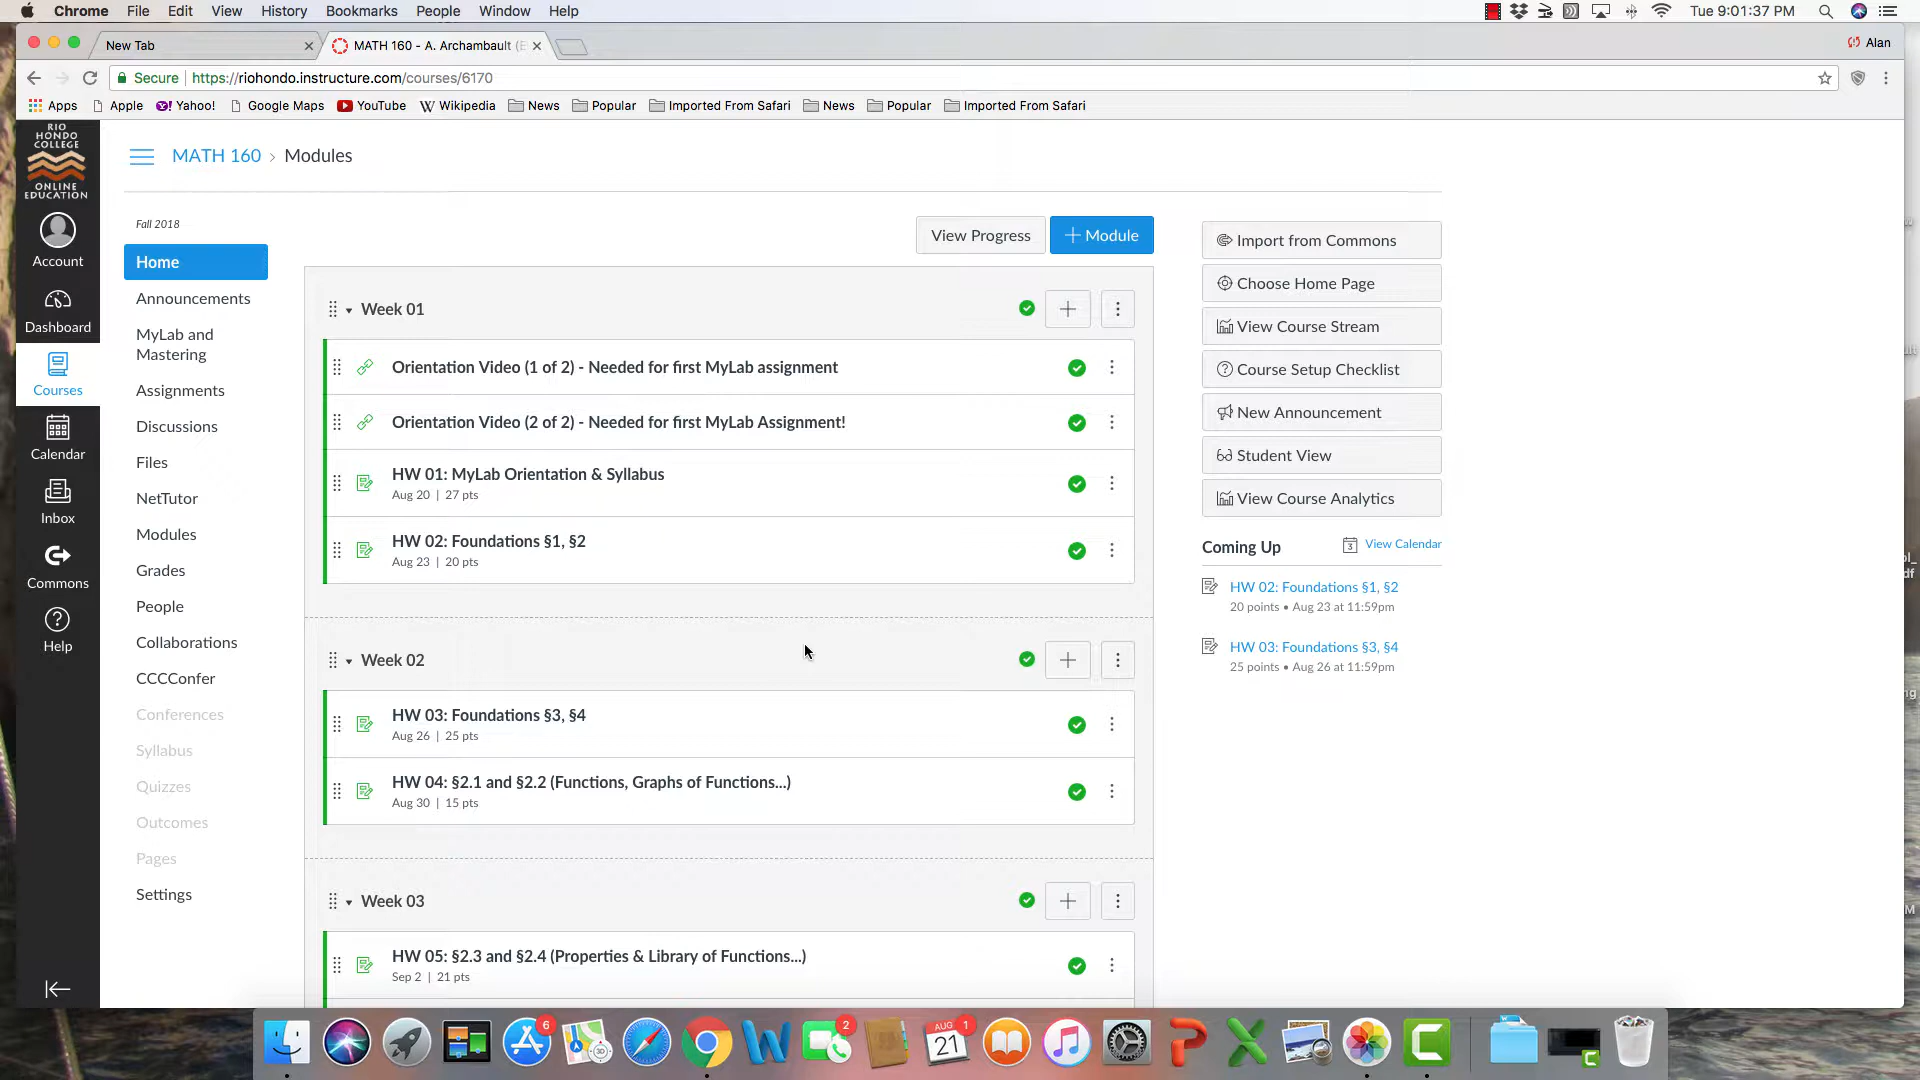 Chrome File Edit View History Bookmarks People Window Help
Tue 9:01:37 PM
New Tab
MATH 160 - A. Archambault (E
Alan
Secure https://riohondo.instructure.com/courses/6170
Apps Apple Yahoo! Google Maps YouTube Wikipedia News Popular Imported From Safari News Popular Imported From Safari
RIO
HONDO
COLLEGE
ONLINE
EDUCATION
Account
Dashboard
Courses
Calendar
Inbox
Commons
Help
MATH 160 › Modules
Fall 2018
Home
Announcements
MyLab and
Mastering
Assignments
Discussions
Files
NetTutor
Modules
Grades
People
Collaborations
CCCConfer
Conferences
Syllabus
Quizzes
Outcomes
Pages
Settings
View Progress
+ Module
Week 01
Orientation Video (1 of 2) - Needed for first MyLab assignment
Orientation Video (2 of 2) - Needed for first MyLab Assignment!
HW 01: MyLab Orientation & Syllabus
Aug 20 | 27 pts
HW 02: Foundations §1, §2
Aug 23 | 20 pts
Week 02
HW 03: Foundations §3, §4
Aug 26 | 25 pts
HW 04: §2.1 and §2.2 (Functions, Graphs of Functions...)
Aug 30 | 15 pts
Week 03
HW 05: §2.3 and §2.4 (Properties & Library of Functions...)
Sep 2 | 21 pts
Import from Commons
Choose Home Page
View Course Stream
Course Setup Checklist
New Announcement
Student View
View Course Analytics
Coming Up
3 View Calendar
HW 02: Foundations §1, §2
20 points • Aug 23 at 11:59pm
HW 03: Foundations §3, §4
25 points • Aug 26 at 11:59pm
6
3D
2
AUG
21
1